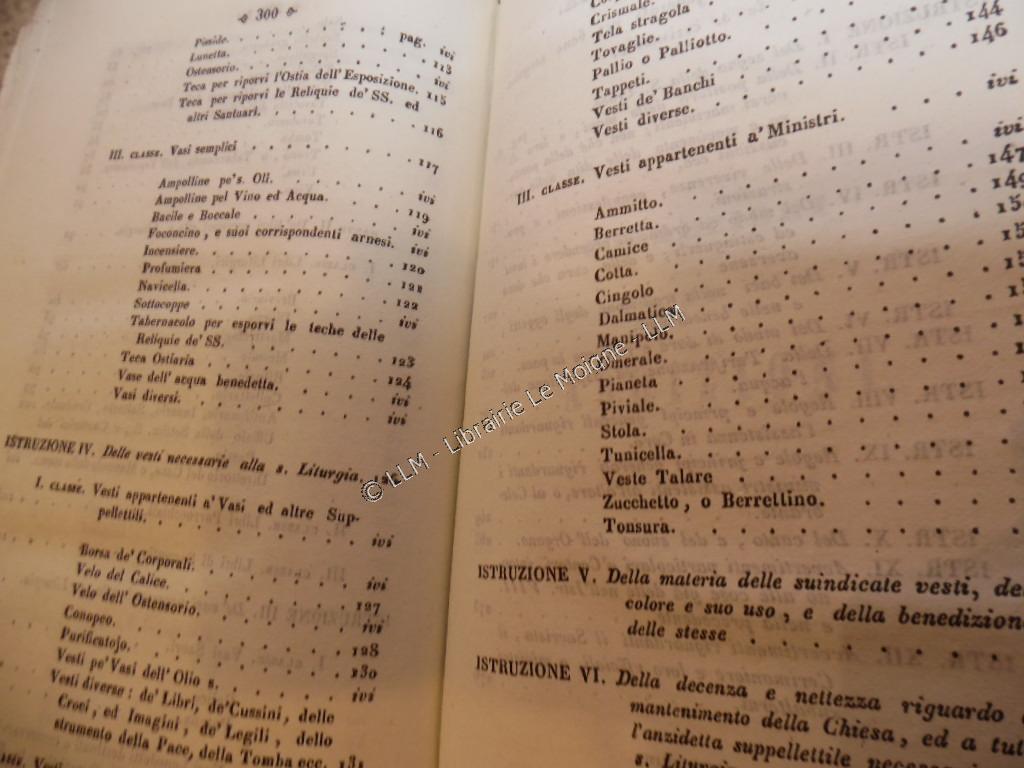 300
Pisside. pag. ivi
Lunetta. 113
Ostensorio. ivi
Teca per riporvi l'Ostia dell'Esposizione. 115
Teca per riporvi le Reliquie de' SS. ed
altri Santuari. 116
III. CLASSE. Vasi semplici 117
Ampolline pe's. Oli. ivi
Ampolline pel Vino ed Acqua. 119
Bacile e Boccale ivi
Foconcino, e suoi corrispondenti arnesi. ivi
Incensiere. 120
Profumiera 121
Navicella. 122
Sottocoppe ivi
Tabernacolo per esporvi le teche delle
Reliquie de' SS. 123
Teca Ostiaria 124
Vase dell'acqua benedetta. ivi
Vasi diversi. ivi
ISTRUZIONE IV. Delle vesti necessarie alla s. Liturgia.
I. CLASSE. Vesti appartenenti a' Vasi ed altre Sup-
pellettili. ivi
Borsa de' Corporali. ivi
Velo del Calice. 127
Velo dell'Ostensorio. ivi
Conopeo. 128
Purificatojo. 130
Vesti pe' Vasi dell'Olio s. ivi
Vesti diverse: de' Libri, de' Cussini, delle
Croci, ed Imagini, de' Legili, dello
strumento della Pace, della Tomba ecc. 131
Crismale.
Tela stragola
Tovaglie.
Pallio o Palliotto. 144
Tappeti. 146
Vesti de' Banchi
Vesti diverse. ivi
III. CLASSE. Vesti appartenenti a' Ministri. ivi
Ammitto. 147
Berretta. 149
Camice
Cotta.
Cingolo
Dalmatica
Manipulo.
Omerale.
Pianeta
Piviale.
Stola.
Tunicella.
Veste Talare
Zucchetto, o Berrettino.
Tonsura.
ISTRUZIONE V. Della materia delle suindicate vesti, del
colore e suo uso, e della benedizione
delle stesse
ISTRUZIONE VI. Della decenza e nettezza riguardo
mantenimento della Chiesa, ed a tut
l'anzidetta suppellettile necessaria
s. Liturgia
© LLM - Librairie Le Moigne - LLM